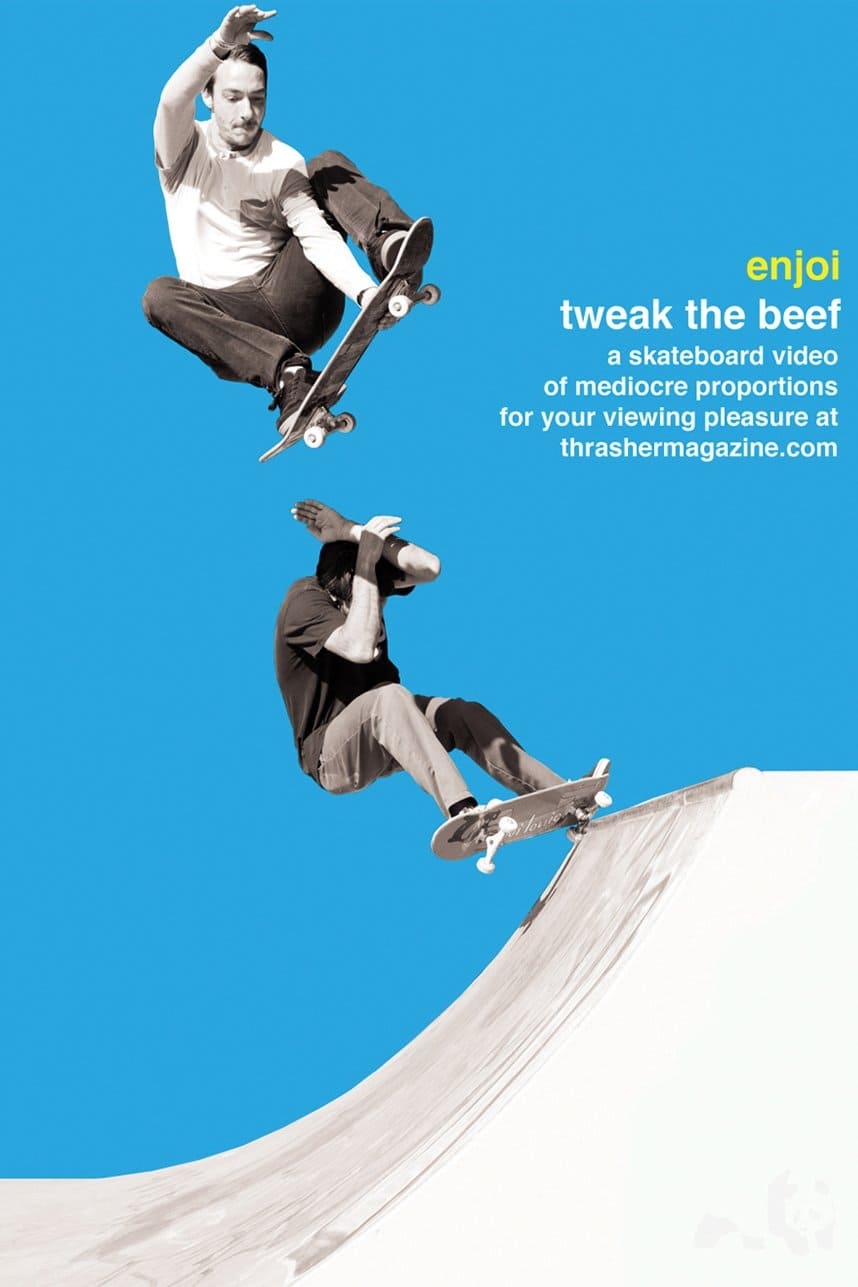 enjoi
tweak the beef
a skateboard video
of mediocre proportions
for your viewing pleasure at
thrashermagazine.com